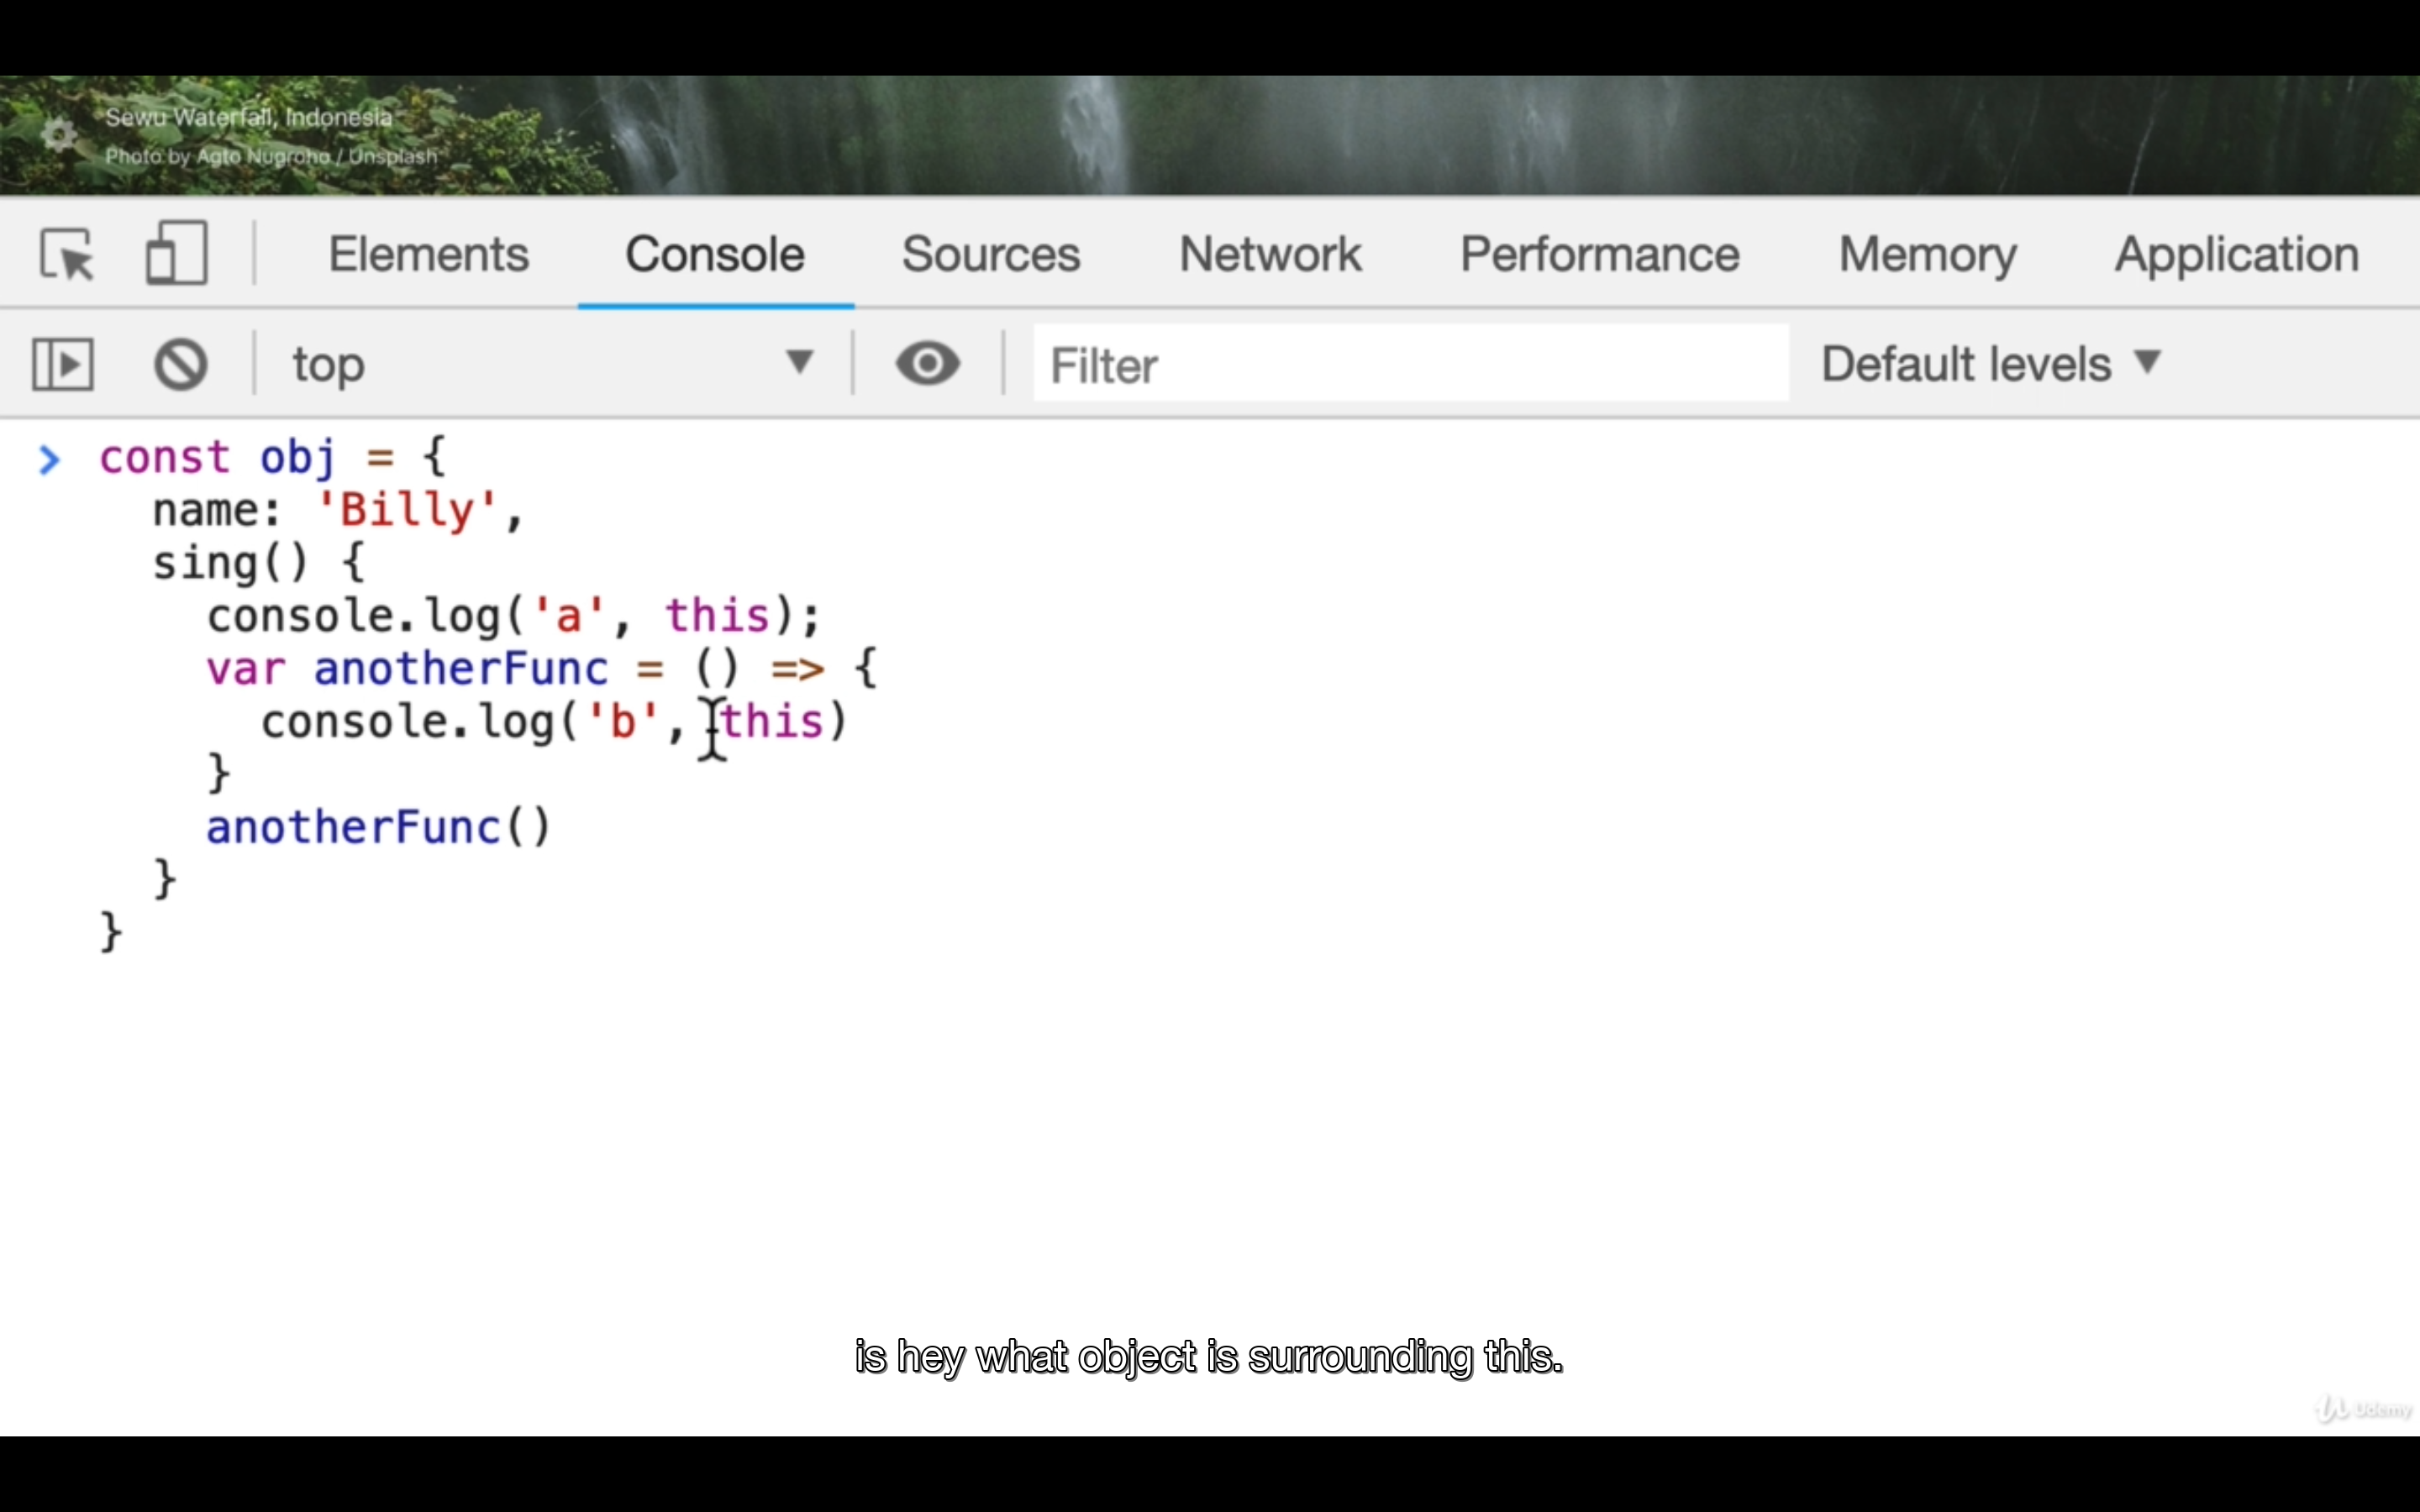 Sewu Waterfall, Indonesia
Photo by Agto Nugroho / Unsplash
Elements Console Sources Network Performance Memory Application
top Filter Default levels
const obj = {
  name: 'Billy',
  sing() {
    console.log('a', this);
    var anotherFunc = () => {
      console.log('b', this)
    }
    anotherFunc()
  }
}
is hey what object is surrounding this.
Udemy